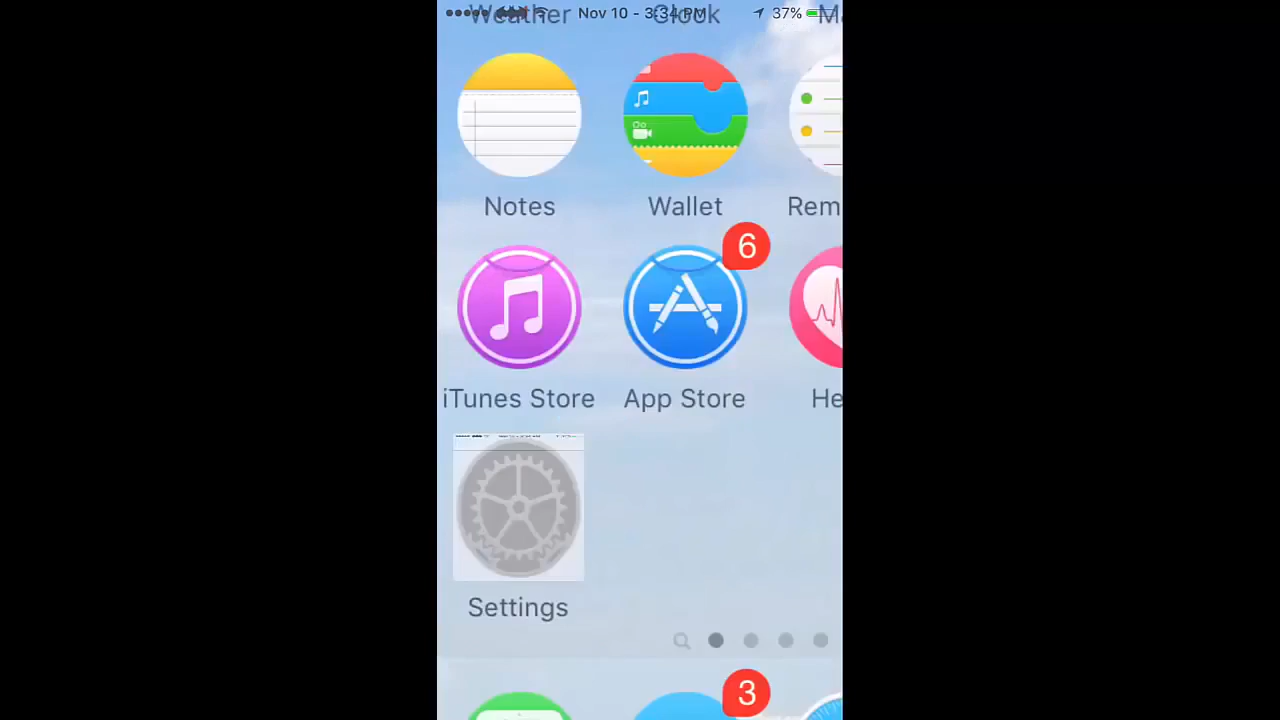 Weather Clock Ma
Nov 10 - 3:34 PM 37%
Notes Wallet Rem
6
iTunes Store App Store He
Settings
3